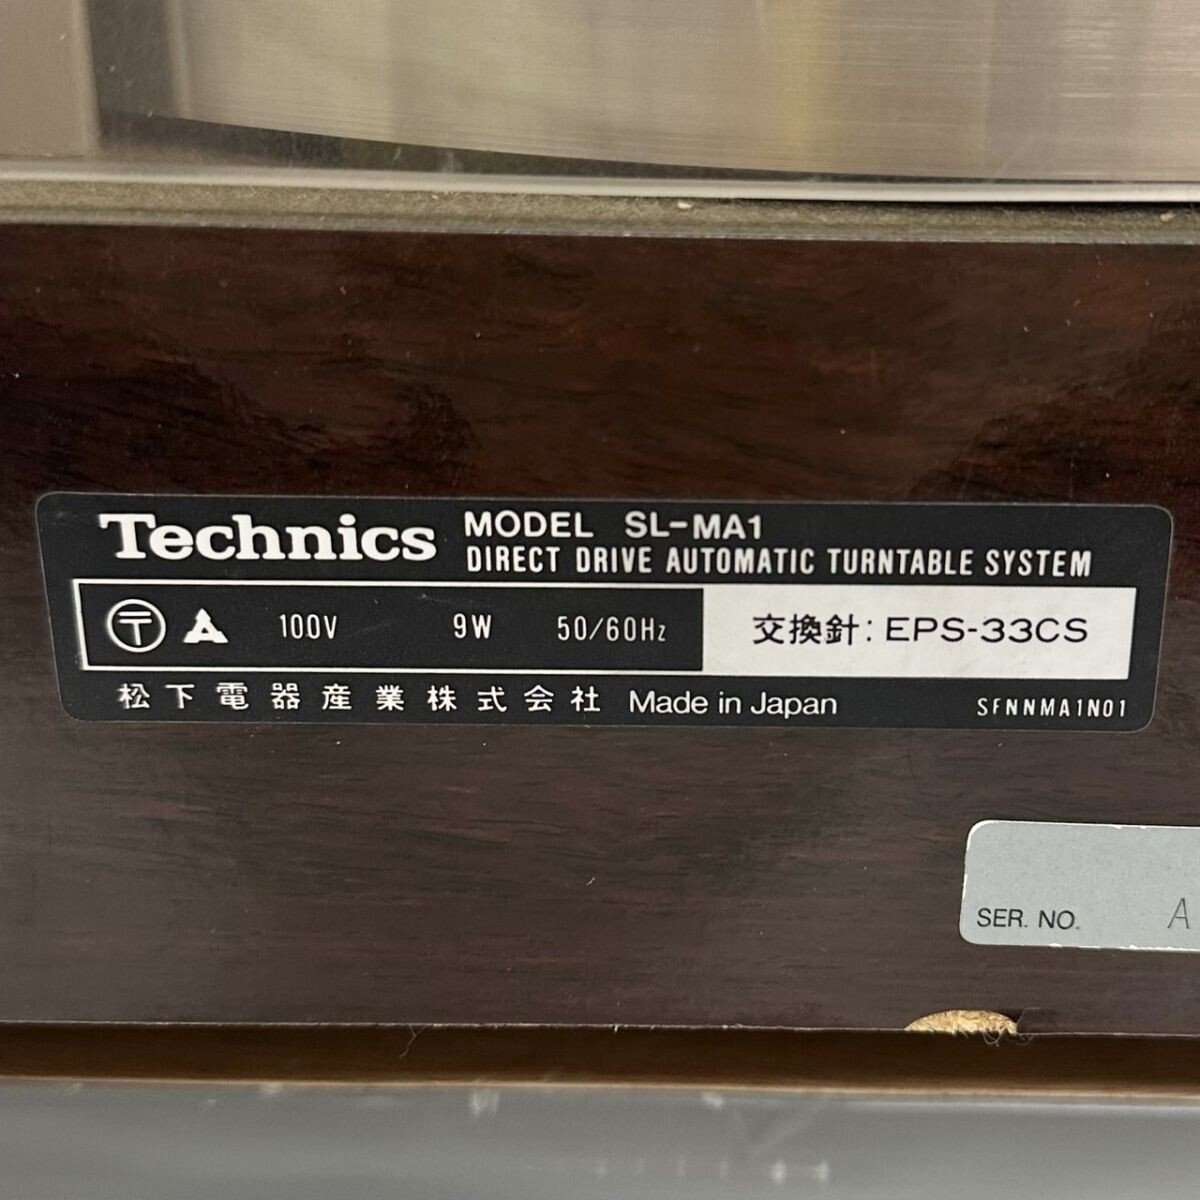 Technics MODEL SL-MA1
DIRECT DRIVE AUTOMATIC TURNTABLE SYSTEM
〒 A 100V 9W 50/60Hz 交換針: EPS-33CS
松下電器産業株式会社 Made in Japan SFNNMA1N01
SER. NO. A